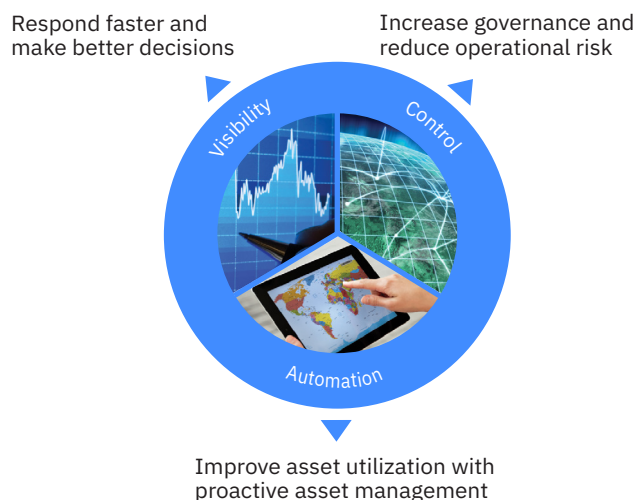 Respond faster and
make better decisions
Increase governance and
reduce operational risk
Visibility
Control
Automation
Improve asset utilization with
proactive asset management